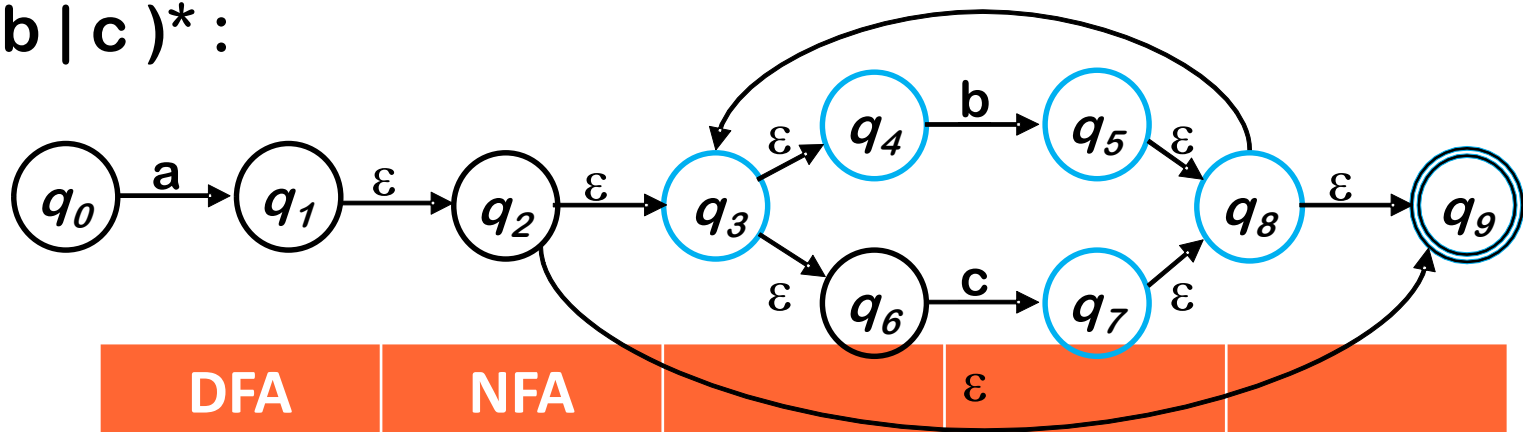 b | c )* :
b
q4 q5
ε ε
a ε ε ε
q0 q1 q2 q3 q8 q9
ε c ε
q6 q7
DFA NFA ε